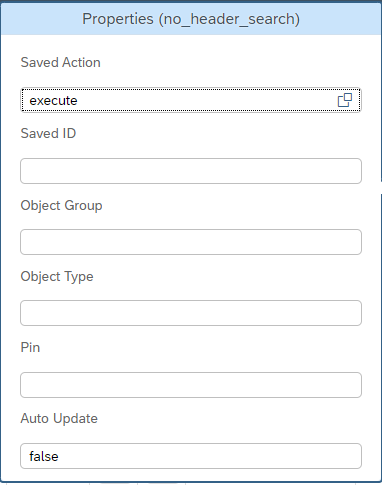 Properties (no_header_search)
Saved Action
execute
Saved ID
Object Group
Object Type
Pin
Auto Update
false